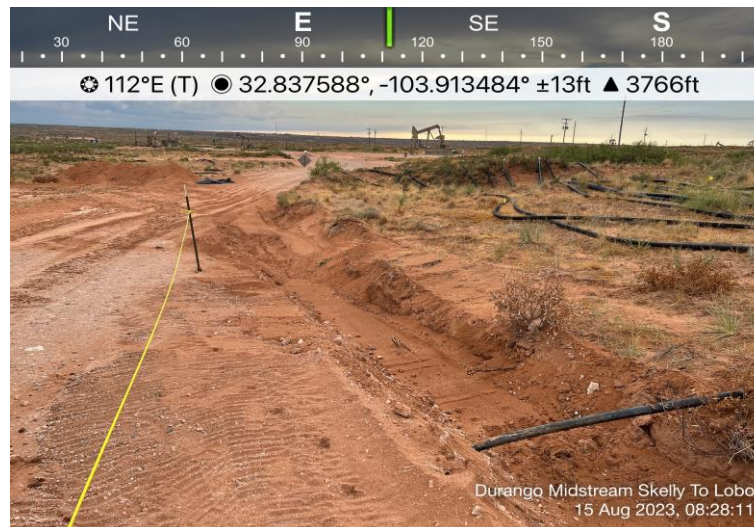 NE E SE S
30 60 90 120 150 180
112°E (T) 32.837588°, -103.913484° ±13ft ▲ 3766ft
Durango Midstream Skelly To Lobo
15 Aug 2023, 08:28:11